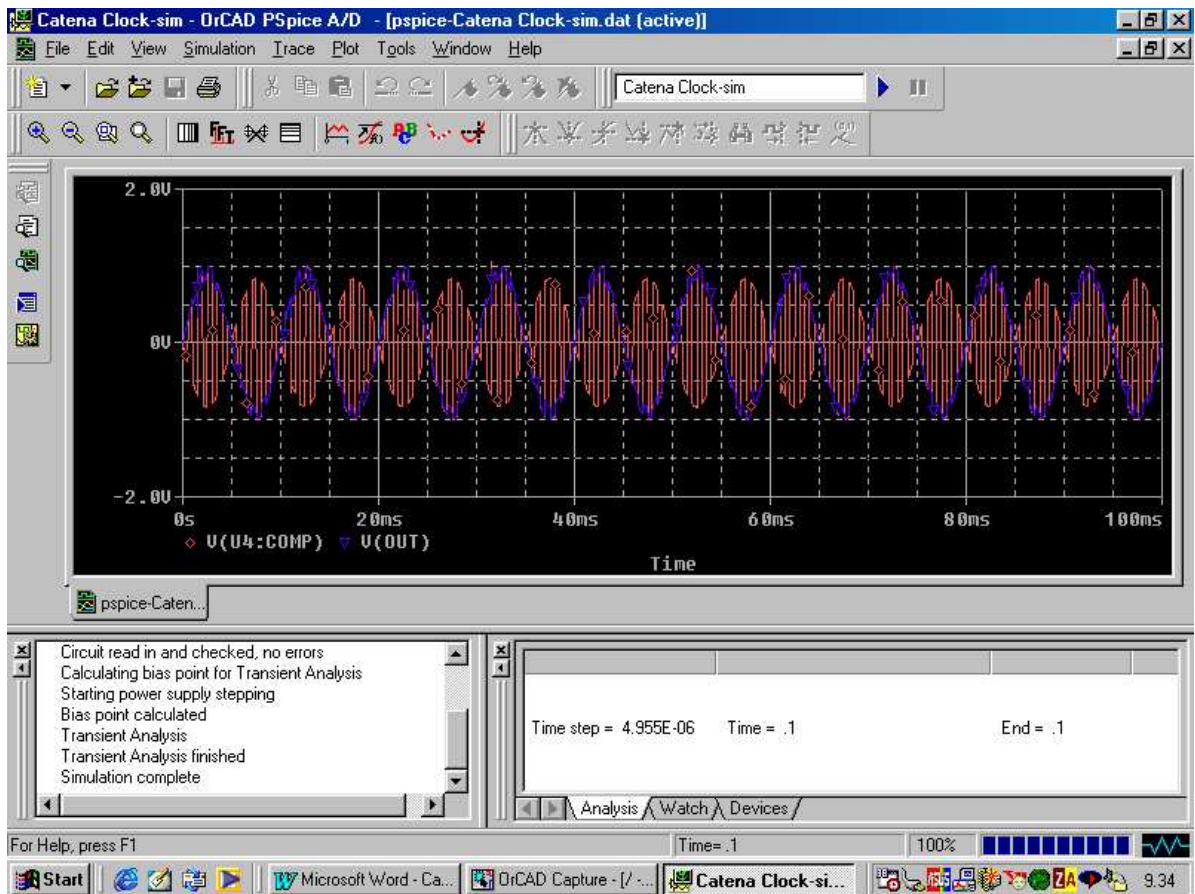 Catena Clock-sim - OrCAD PSpice A/D - [pspice-Catena Clock-sim.dat (active)]
File Edit View Simulation Trace Plot Tools Window Help
Catena Clock-sim
FFT
2.0V
0V
-2.0V
0s 20ms 40ms 60ms 80ms 100ms
V(U4:COMP) V(OUT)
Time
pspice-Caten...
Circuit read in and checked, no errors
Calculating bias point for Transient Analysis
Starting power supply stepping
Bias point calculated
Transient Analysis
Transient Analysis finished
Simulation complete
Time step = 4.955E-06 Time = .1 End = .1
Analysis Watch Devices
For Help, press F1 Time= .1 100%
Start Microsoft Word - Ca... OrCAD Capture - [/ -... Catena Clock-si... 9.34